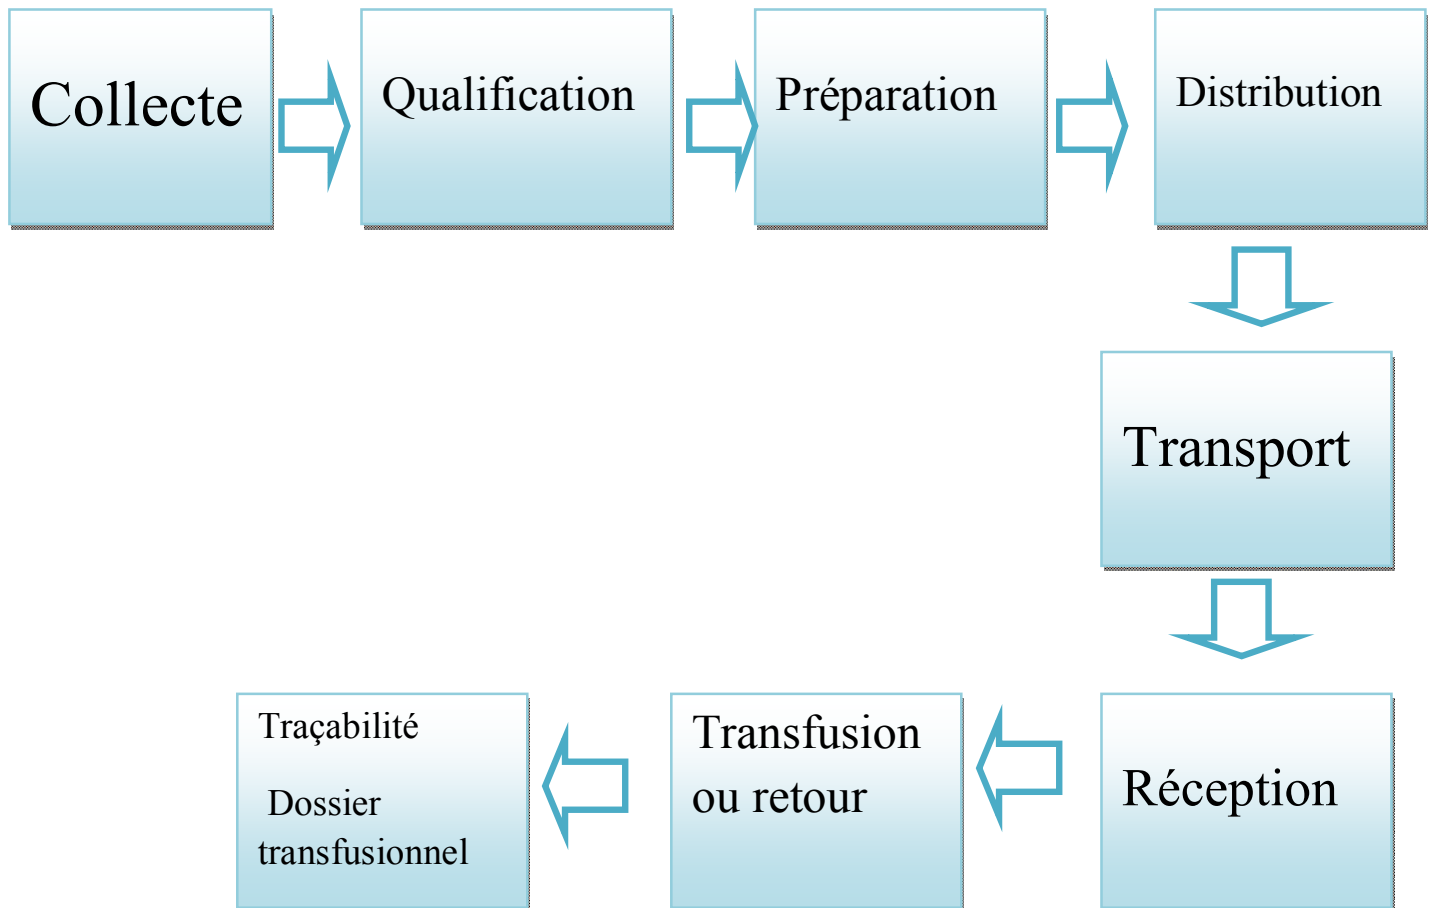 Collecte
Qualification
Préparation
Distribution
Transport
Réception
Transfusion
ou retour
Traçabilité
Dossier
transfusionnel